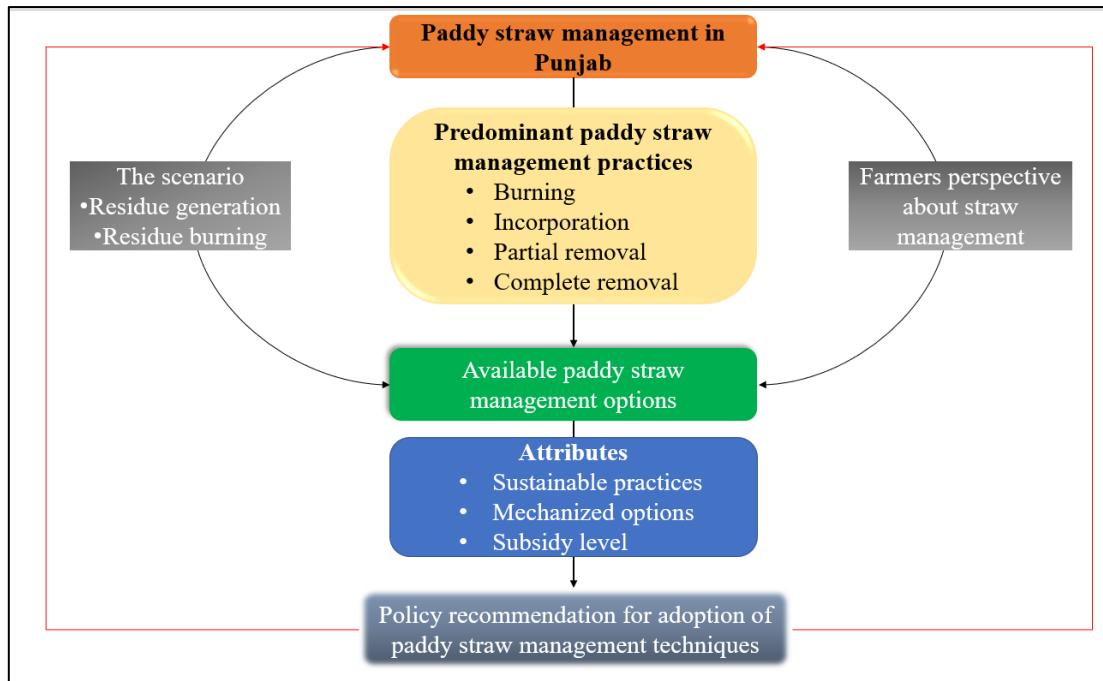 Paddy straw management in
Punjab
Predominant paddy straw
management practices
• Burning
• Incorporation
• Partial removal
• Complete removal
The scenario
•Residue generation
•Residue burning
Farmers perspective
about straw
management
Available paddy straw
management options
Attributes
• Sustainable practices
• Mechanized options
• Subsidy level
Policy recommendation for adoption of
paddy straw management techniques